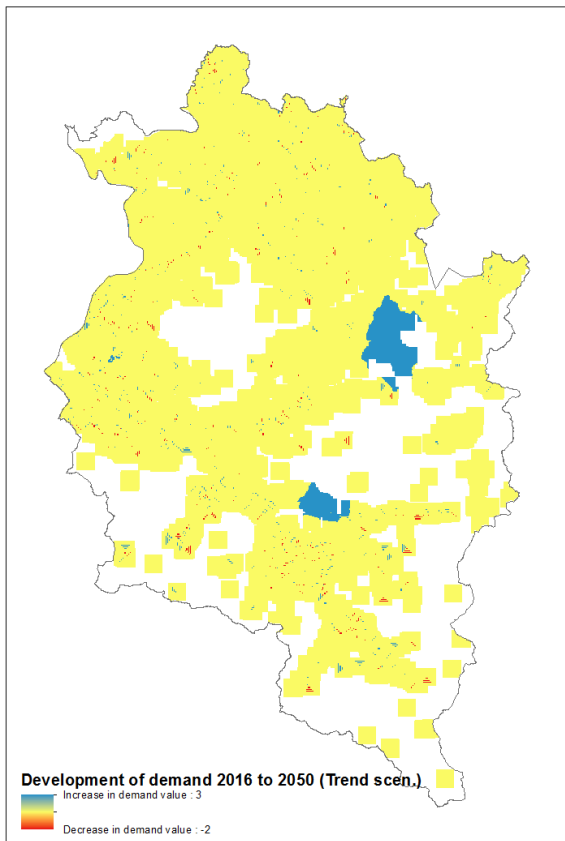 Development of demand 2016 to 2050 (Trend scen.)
Increase in demand value : 3
Decrease in demand value : -2